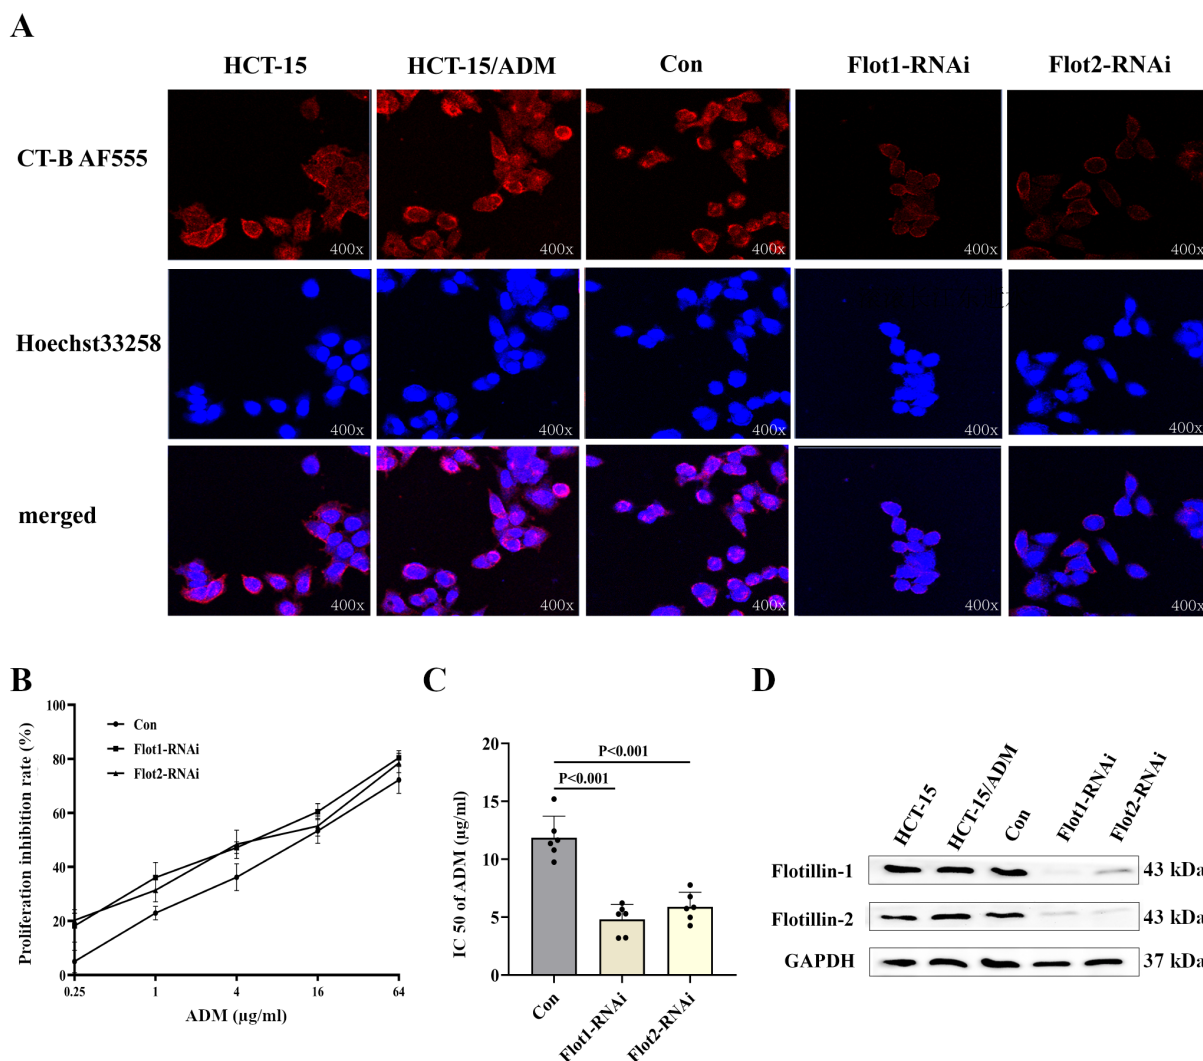 A
HCT-15 HCT-15/ADM Con Flot1-RNAi Flot2-RNAi
CT-B AF555
400x 400x 400x 400x 400x
Hoechst33258
400x 400x 400x 400x 400x
merged
400x 400x 400x 400x 400x
B
Proliferation inhibition rate (%)
100
80
60
40
20
0
Con
Flot1-RNAi
Flot2-RNAi
0.25 1 4 16 64
ADM (μg/ml)
C
IC 50 of ADM (μg/ml)
20
15
10
5
0
P<0.001
P<0.001
Con Flot1-RNAi Flot2-RNAi
D
HCT-15 HCT-15/ADM Con Flot1-RNAi Flot2-RNAi
Flotillin-1 43 kDa
Flotillin-2 43 kDa
GAPDH 37 kDa